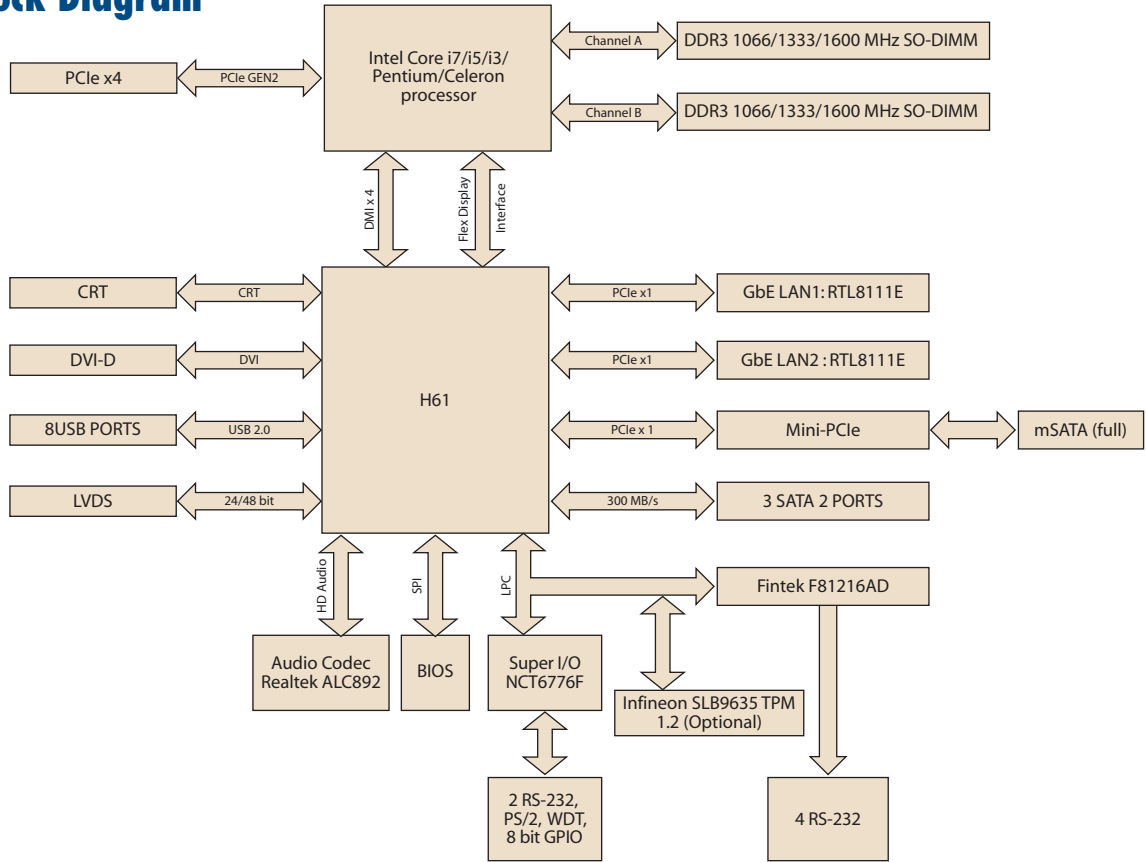 ock Diagram
Intel Core i7/i5/i3/
Pentium/Celeron
processor
PCIe x4
PCIe GEN2
Channel A
DDR3 1066/1333/1600 MHz SO-DIMM
Channel B
DDR3 1066/1333/1600 MHz SO-DIMM
DMI x 4
Flex Display
Interface
CRT
CRT
PCIe x1
GbE LAN1: RTL8111E
DVI-D
DVI
PCIe x1
GbE LAN2 : RTL8111E
H61
8USB PORTS
USB 2.0
PCIe x 1
Mini-PCIe
mSATA (full)
LVDS
24/48 bit
300 MB/s
3 SATA 2 PORTS
HD Audio
SPI
LPC
Fintek F81216AD
Audio Codec
Realtek ALC892
BIOS
Super I/O
NCT6776F
Infineon SLB9635 TPM
1.2 (Optional)
2 RS-232,
PS/2, WDT,
8 bit GPIO
4 RS-232